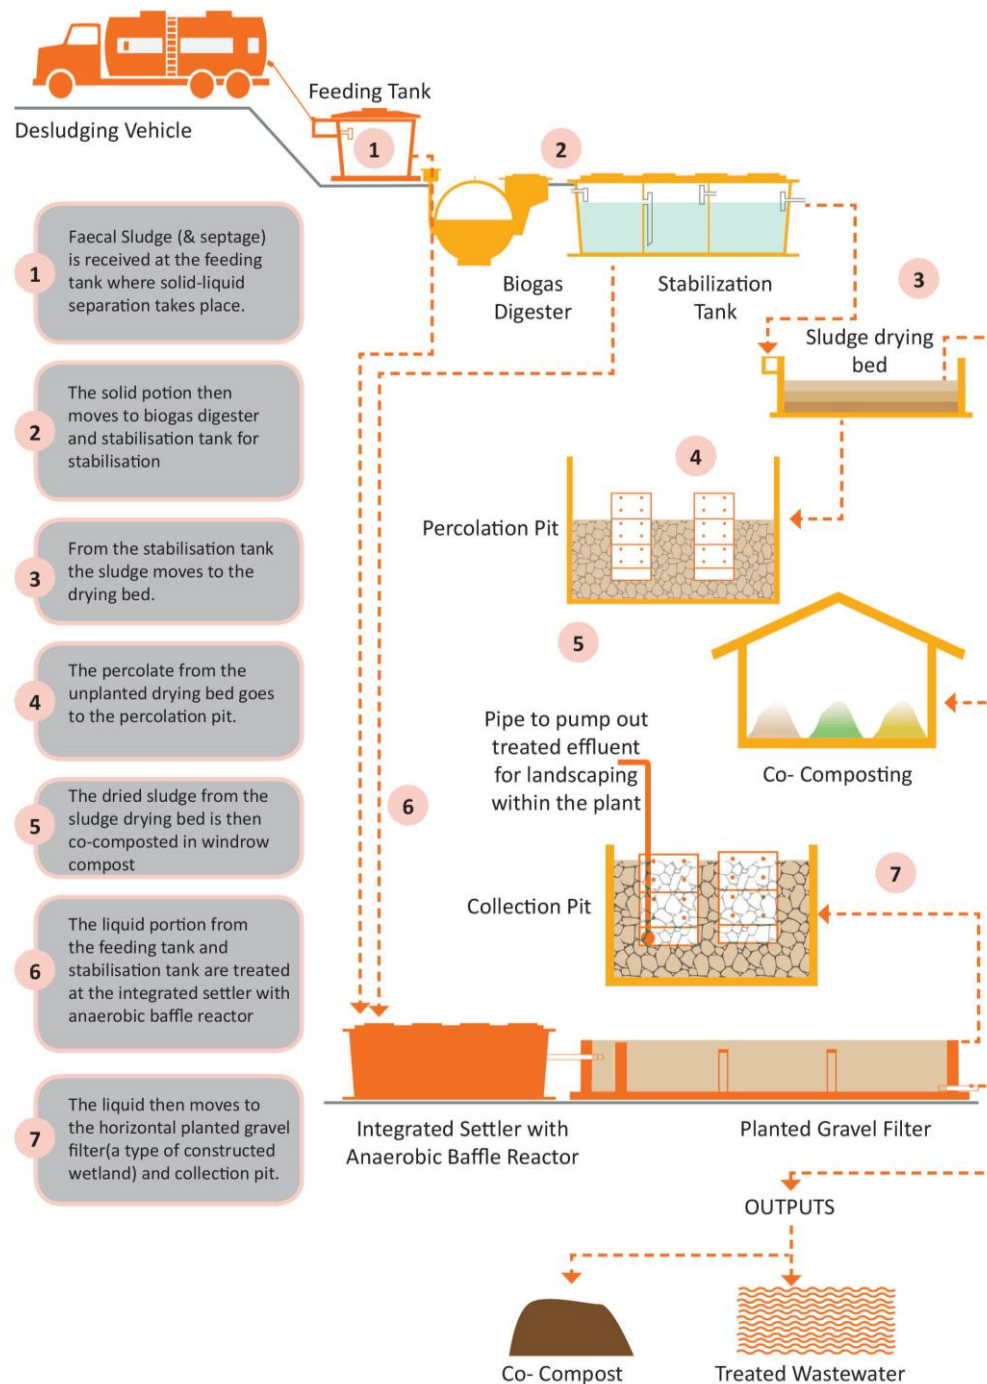 Desludging Vehicle
Feeding Tank
1
2
Biogas
Digester
Stabilization
Tank
3
Sludge drying
bed
1
Faecal Sludge (& septage)
is received at the feeding
tank where solid-liquid
separation takes place.
2
The solid potion then
moves to biogas digester
and stabilisation tank for
stabilisation
3
From the stabilisation tank
the sludge moves to the
drying bed.
4
The percolate from the
unplanted drying bed goes
to the percolation pit.
5
The dried sludge from the
sludge drying bed is then
co-composted in windrow
compost
6
The liquid portion from
the feeding tank and
stabilisation tank are treated
at the integrated settler with
anaerobic baffle reactor
7
The liquid then moves to
the horizontal planted gravel
filter(a type of constructed
wetland) and collection pit.
4
Percolation Pit
5
Co- Composting
Pipe to pump out
treated effluent
for landscaping
within the plant
6
Collection Pit
7
Integrated Settler with
Anaerobic Baffle Reactor
Planted Gravel Filter
OUTPUTS
Co- Compost
Treated Wastewater